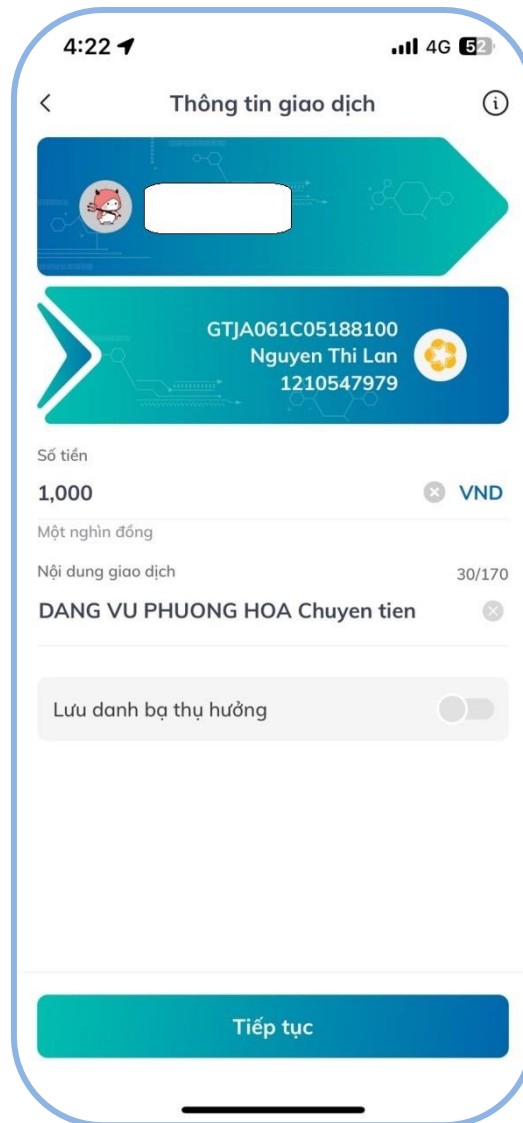 4:22
4G 52
Thông tin giao dịch
GTJA061C05188100
Nguyen Thi Lan
1210547979
Số tiền
1,000
VND
Một nghìn đồng
Nội dung giao dịch
30/170
DANG VU PHUONG HOA Chuyen tien
Lưu danh bạ thụ hưởng
Tiếp tục